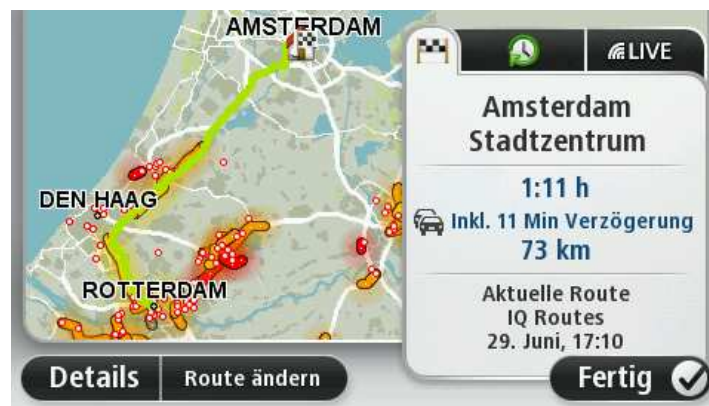 AMSTERDAM
DEN HAAG
ROTTERDAM
LIVE
Amsterdam
Stadtzentrum
1:11 h
Inkl. 11 Min Verzögerung
73 km
Aktuelle Route
IQ Routes
29. Juni, 17:10
Details
Route ändern
Fertig